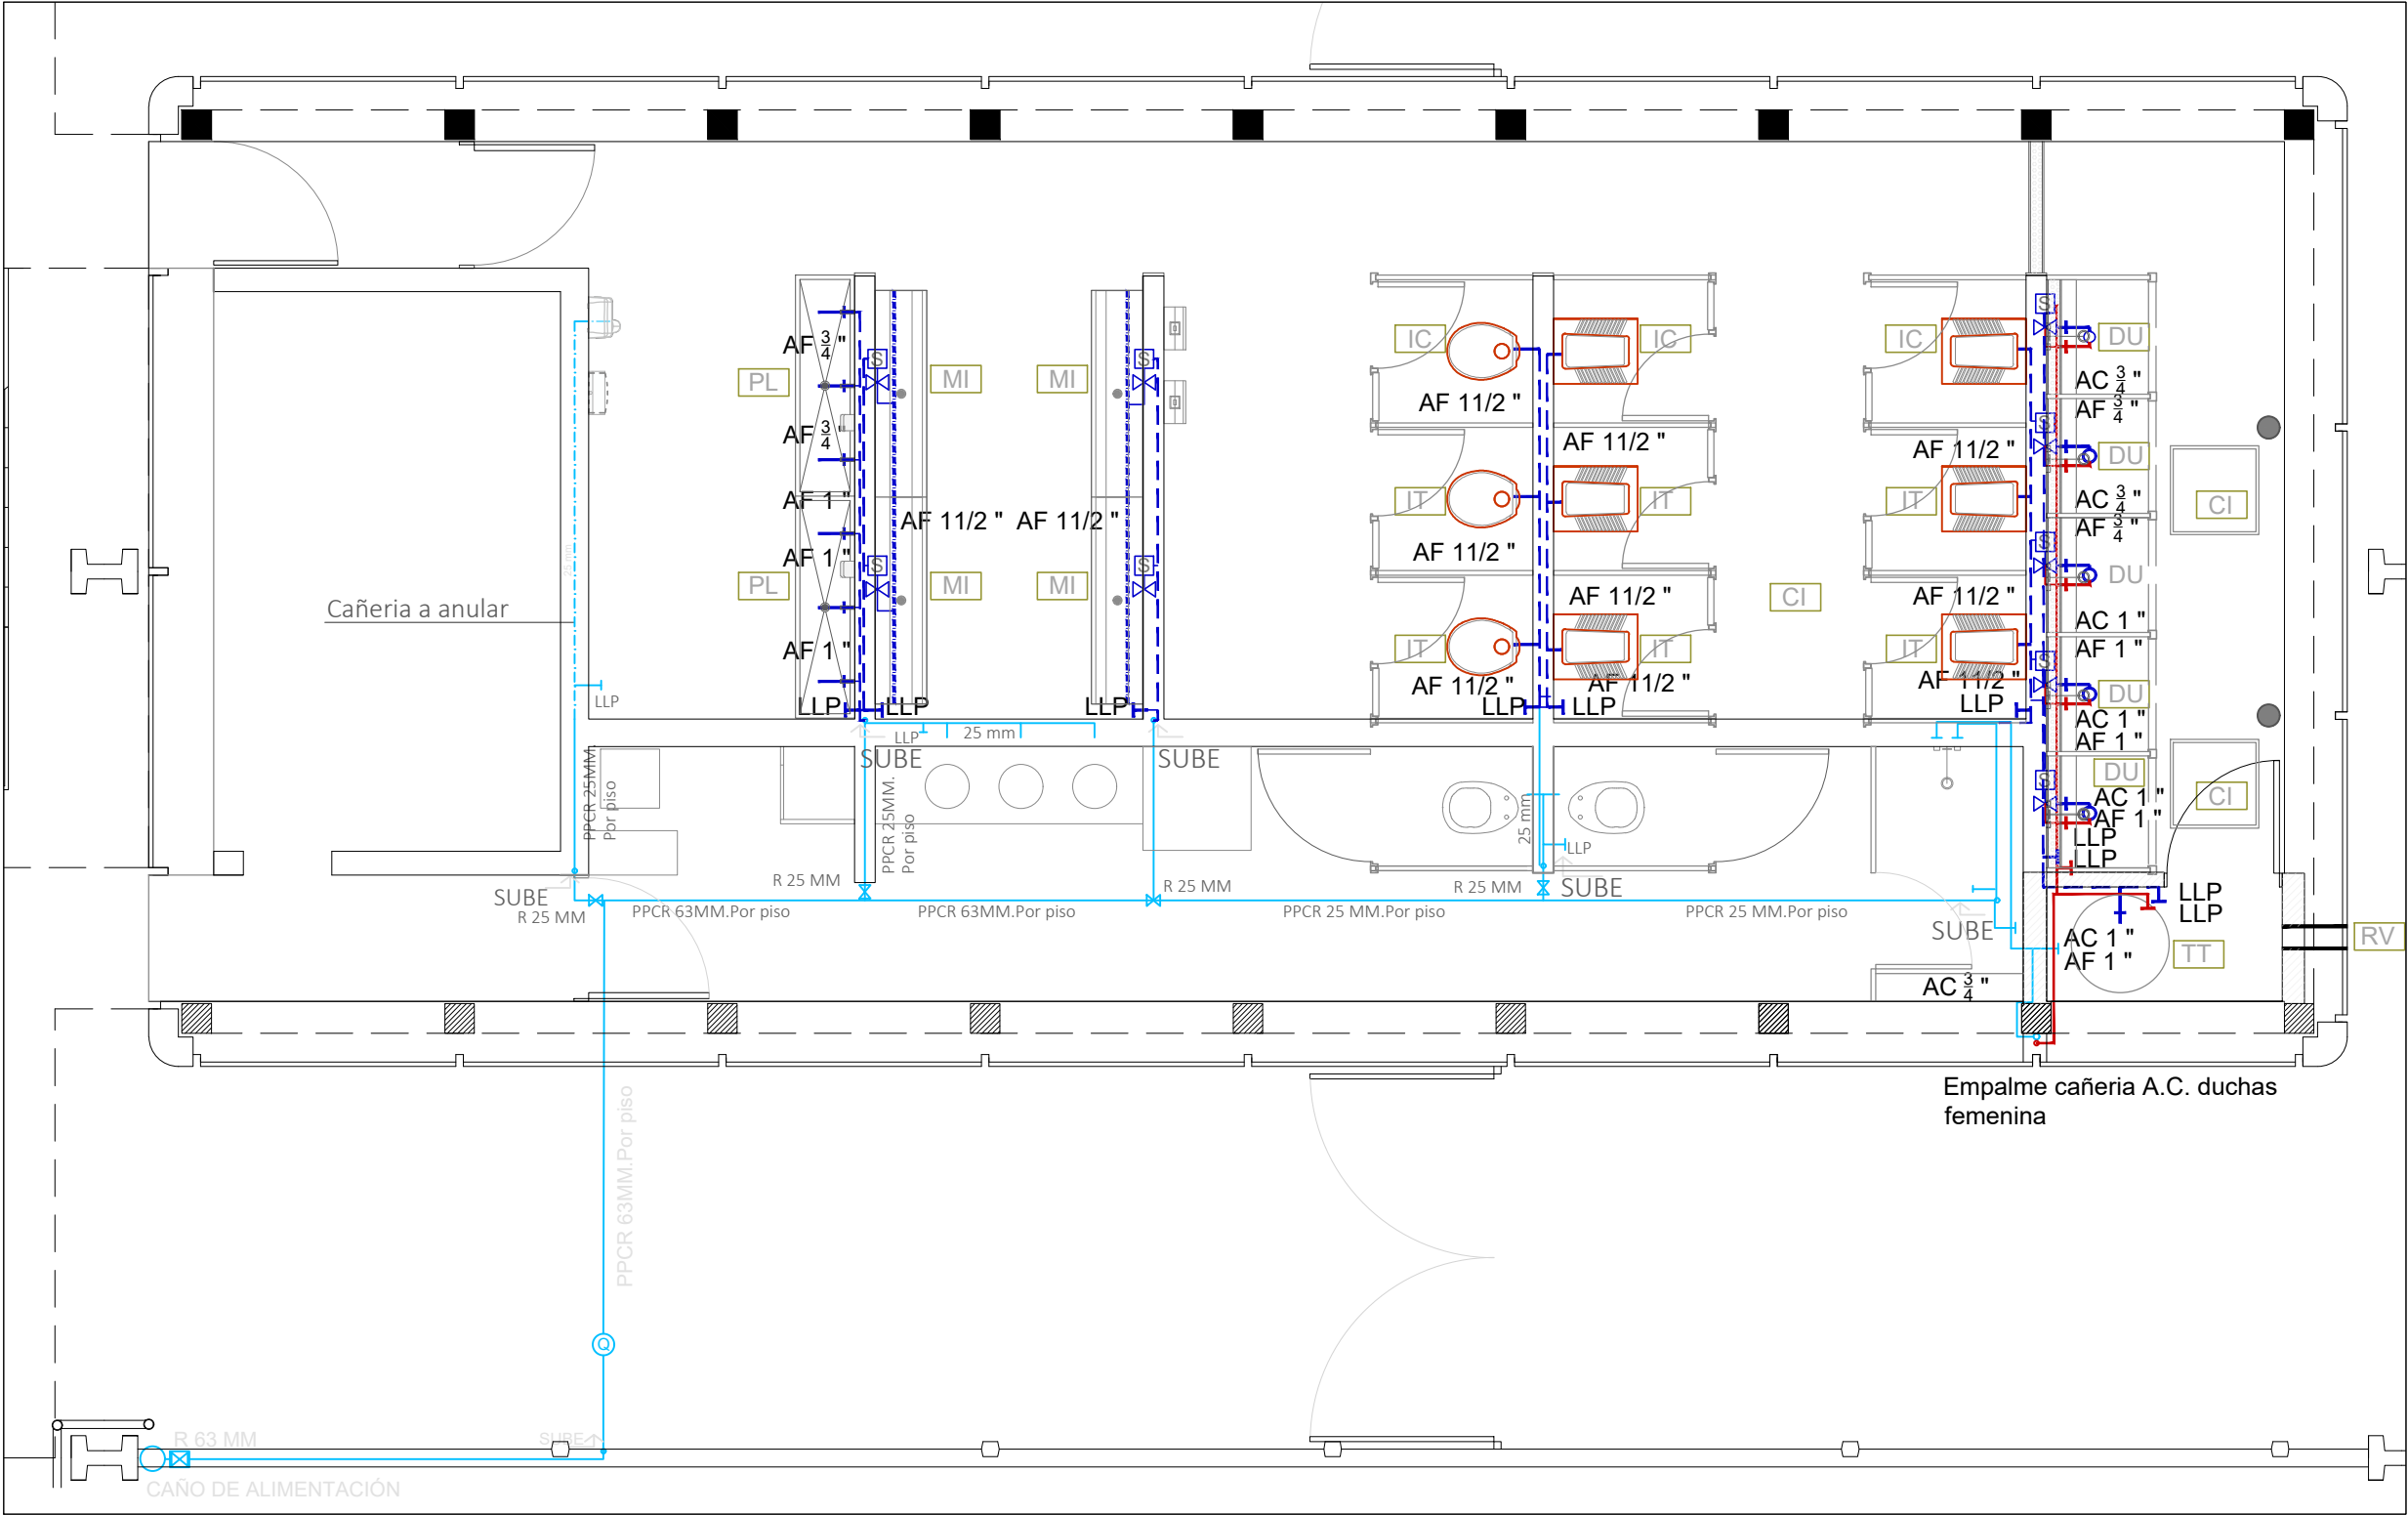 S
IC
IC
IC
DU
AF 3/4 "
S
S
PL
MI
MI
AC 3/4 "
AF 11/2 "
AF 3/4 "
S
AF 3/4 "
AF 11/2 "
AF 11/2 "
DU
AF 1 "
IT
IT
IT
AC 3/4 "
CI
AF 11/2 "
AF 11/2 "
AF 3/4 "
S
AF 11/2 "
AF 1 "
S
S
DU
PL
MI
MI
AF 11/2 "
CI
AF 11/2 "
Cañeria a anular
25 mm
AC 1 "
AF 1 "
IT
IT
IT
AF 1 "
S
AF 11/2 "
AF 11/2 "
AF 11/2 "
DU
LLP
LLP
LLP
LLP
LLP
LLP
LLP
AC 1 "
LLP
25 mm
AF 1 "
SUBE
SUBE
DU
S
PPCR 25MM
Por piso
PPCR 25MM.
Por piso
25 mm
CI
AC 1 "
AF 1 "
LLP
LLP
LLP
R 25 MM
R 25 MM
R 25 MM
SUBE
SUBE
LLP
LLP
R 25 MM
PPCR 63MM.Por piso
PPCR 63MM.Por piso
PPCR 25 MM.Por piso
PPCR 25 MM.Por piso
SUBE
AC 1 "
AF 1 "
TT
RV
AC 3/4 "
Empalme cañeria A.C. duchas
femenina
PPCR 63MM.Por piso
Q
R 63 MM
SUBE
CAÑO DE ALIMENTACIÓN